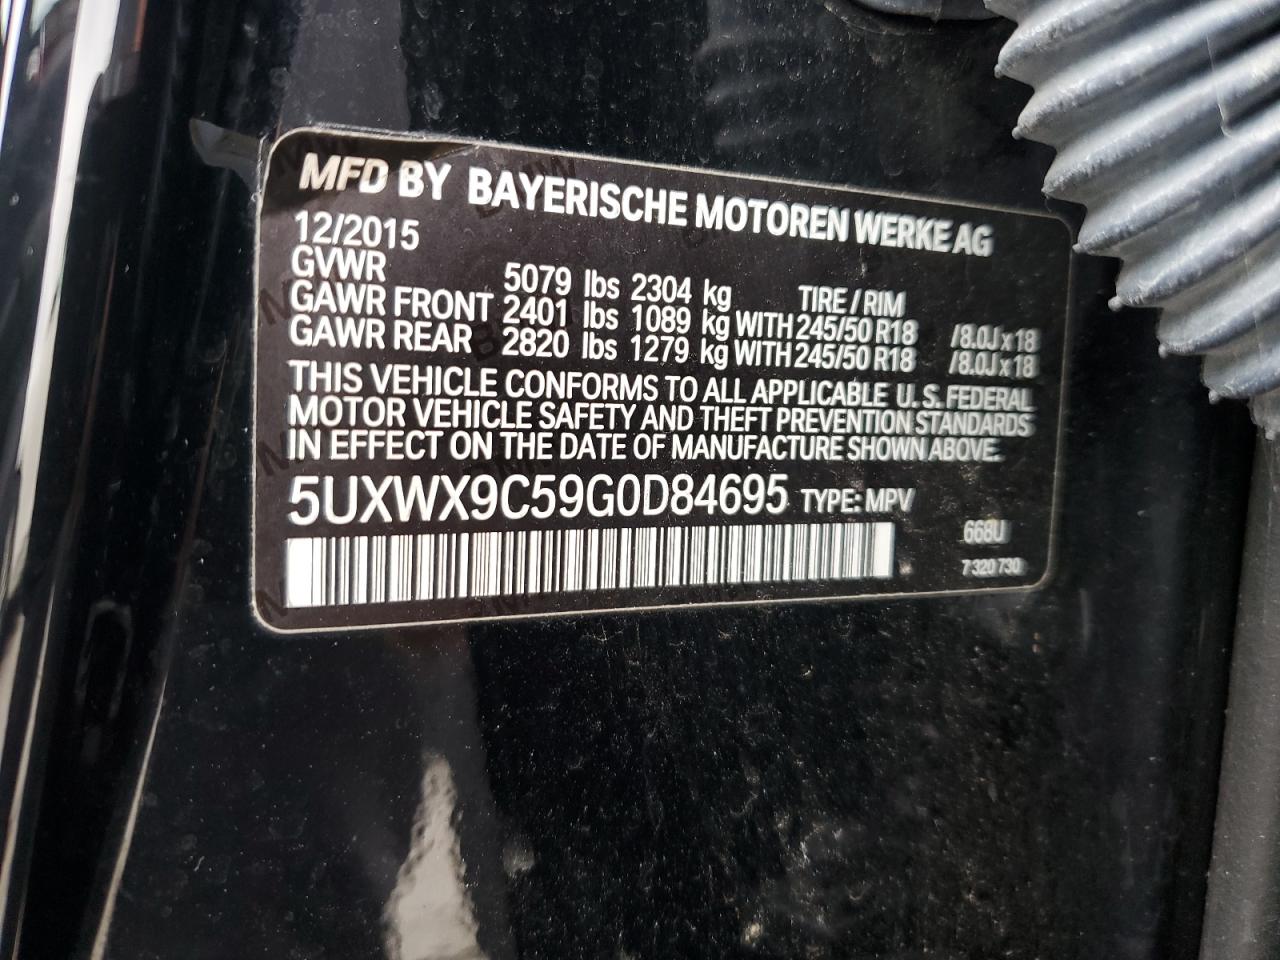 MFD BY BAYERISCHE MOTOREN WERKE AG
12/2015
GVWR 5079 lbs 2304 kg TIRE / RIM
GAWR FRONT 2401 lbs 1089 kg WITH 245/50 R18 /8.0J x 18
GAWR REAR 2820 lbs 1279 kg WITH 245/50 R18 /8.0J x 18
THIS VEHICLE CONFORMS TO ALL APPLICABLE U.S. FEDERAL
MOTOR VEHICLE SAFETY AND THEFT PREVENTION STANDARDS
IN EFFECT ON THE DATE OF MANUFACTURE SHOWN ABOVE.
5UXWX9C59G0D84695 TYPE: MPV
668U
7 320 730